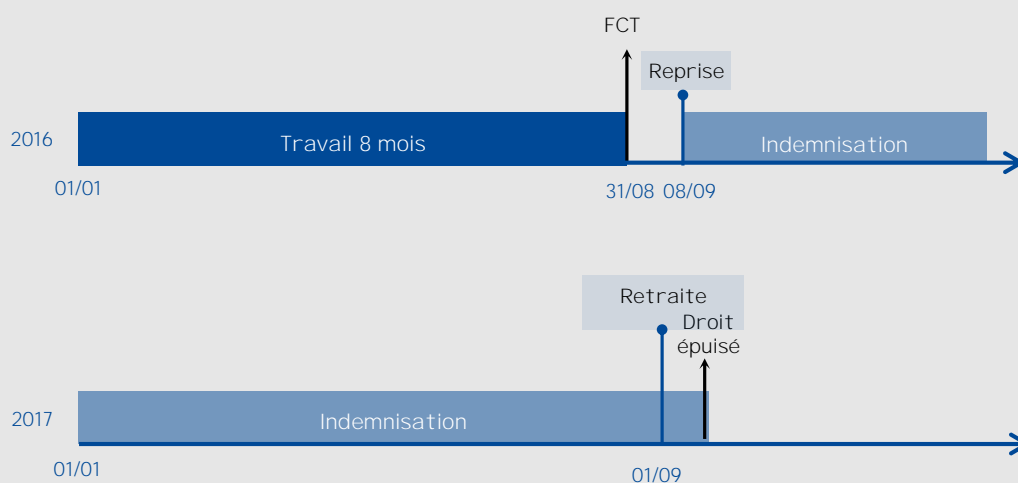 FCT
Reprise
2016
Travail 8 mois
Indemnisation
01/01
31/08 08/09
Retraite
Droit
épuisé
2017
Indemnisation
01/01
01/09